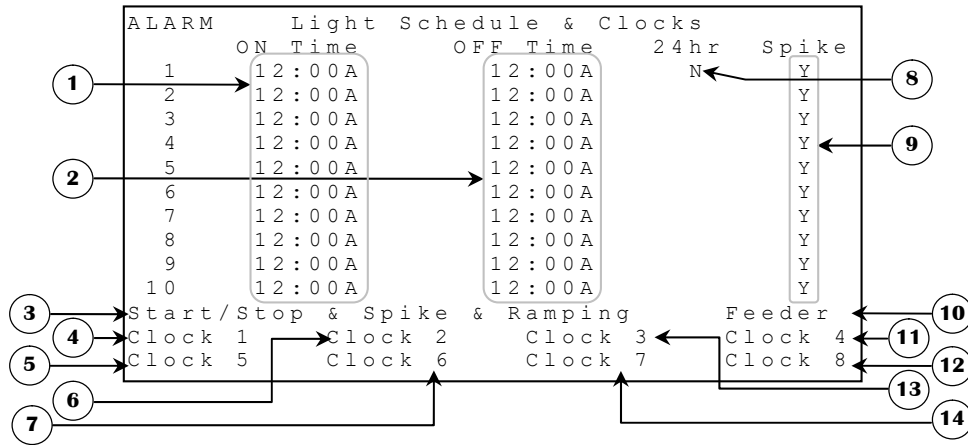 ALARM Light Schedule & Clocks
ON Time OFF Time 24hr Spike
1 12:00A 12:00A N Y 8
1 2 12:00A 12:00A Y
3 12:00A 12:00A Y
4 12:00A 12:00A Y 9
5 12:00A 12:00A Y
2 6 12:00A 12:00A Y
7 12:00A 12:00A Y
8 12:00A 12:00A Y
9 12:00A 12:00A Y
10 12:00A 12:00A Y
3 Start/Stop & Spike & Ramping Feeder 10
4 Clock 1 Clock 2 Clock 3 Clock 4 11
5 Clock 5 Clock 6 Clock 7 Clock 8 12
6 13
7 14